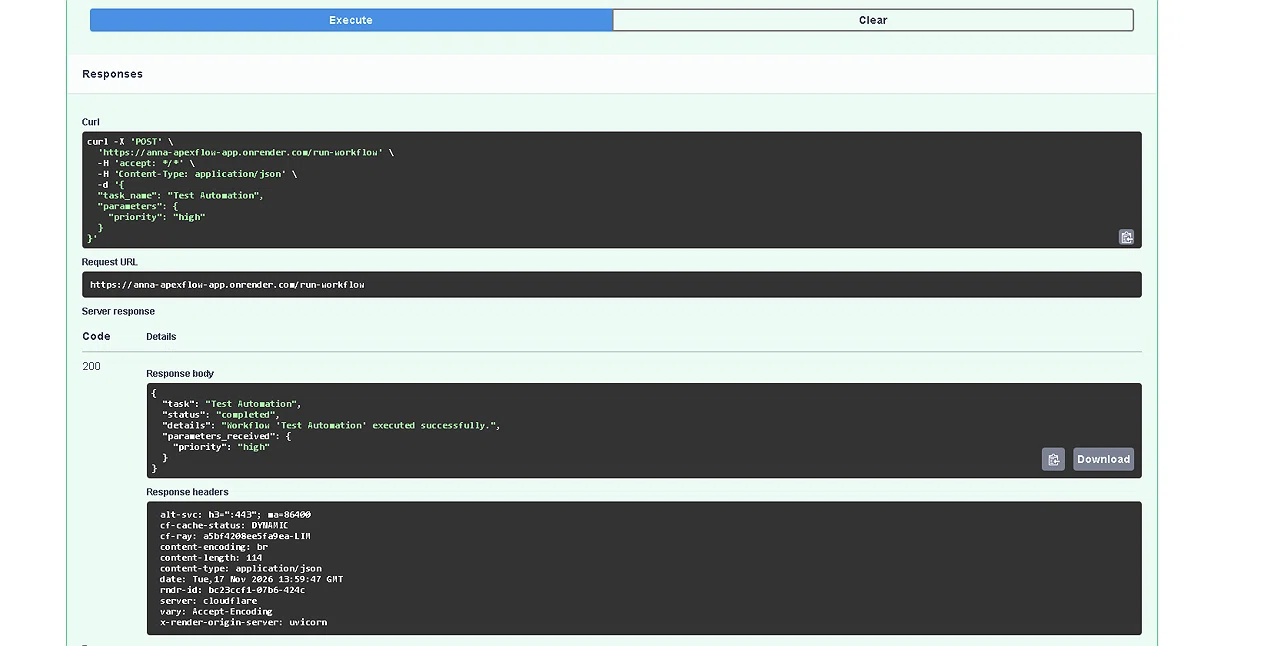 Execute
Clear
Responses
Curl
curl -X 'POST' \
'https://anna-apexflow-app.onrender.com/run-workflow' \
-H 'accept: */*' \
-H 'Content-Type: application/json' \
-d '{
"task_name": "Test Automation",
"parameters": {
"priority": "high"
}
}'
Request URL
https://anna-apexflow-app.onrender.com/run-workflow
Server response
Code
Details
200
Response body
{
"task": "Test Automation",
"status": "completed",
"details": "Workflow 'Test Automation' executed successfully.",
"parameters_received": {
"priority": "high"
}
}
Download
Response headers
alt-svc: h3=":443"; ma=86400
cf-cache-status: DYNAMIC
cf-ray: a5bf4208ee5fa9ea-LIM
content-encoding: br
content-length: 114
content-type: application/json
date: Tue,17 Nov 2026 13:59:47 GMT
rndr-id: bc23ccf1-07b6-424c
server: cloudflare
vary: Accept-Encoding
x-render-origin-server: uvicorn